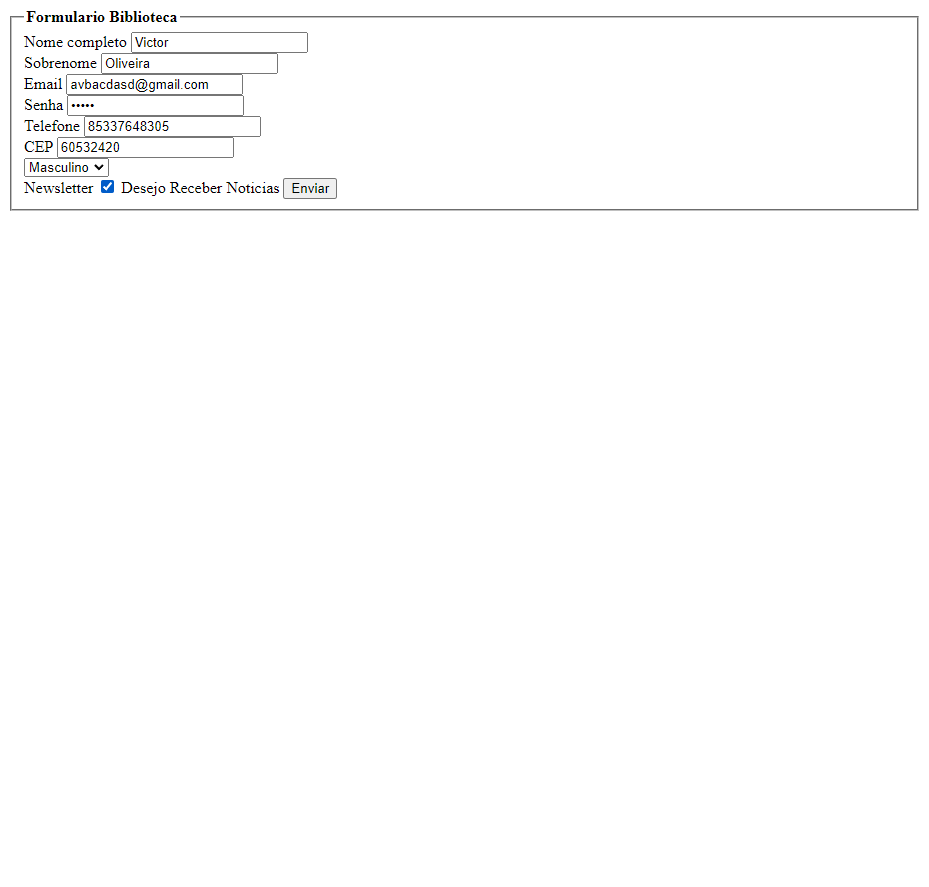 Formulario Biblioteca
Nome completo Victor
Sobrenome Oliveira
Email avbacdasd@gmail.com
Senha •••••
Telefone 85337648305
CEP 60532420
Masculino
Newsletter Desejo Receber Noticias Enviar